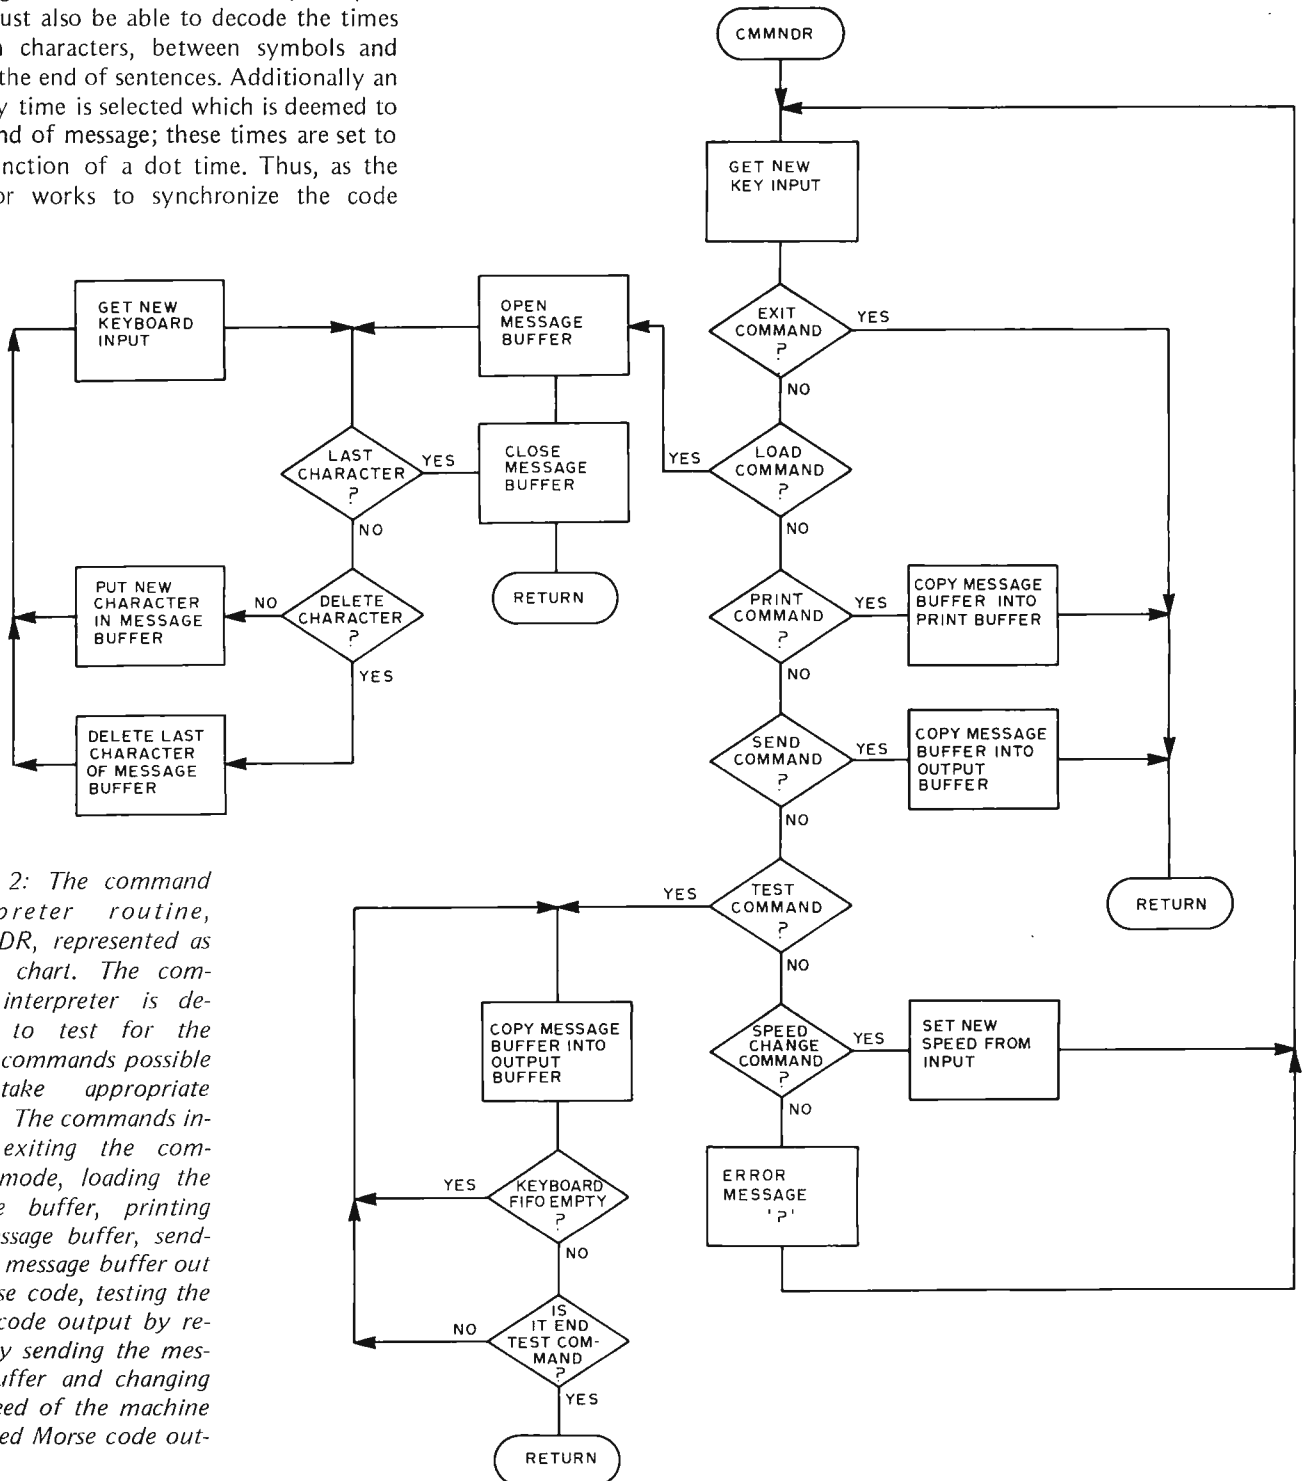 ust also be able to decode the times
characters, between symbols and
the end of sentences. Additionally an
y time is selected which is deemed to
nd of message; these times are set to
nction of a dot time. Thus, as the
or works to synchronize the code
CMMNDR
GET NEW
KEY INPUT
EXIT
COMMAND
?
YES
NO
LOAD
COMMAND
?
YES
NO
OPEN
MESSAGE
BUFFER
GET NEW
KEYBOARD
INPUT
LAST
CHARACTER
?
YES
NO
CLOSE
MESSAGE
BUFFER
RETURN
DELETE
CHARACTER
?
NO
YES
PUT NEW
CHARACTER
IN MESSAGE
BUFFER
DELETE LAST
CHARACTER
OF MESSAGE
BUFFER
PRINT
COMMAND
?
YES
NO
COPY MESSAGE
BUFFER INTO
PRINT BUFFER
SEND
COMMAND
?
YES
NO
COPY MESSAGE
BUFFER INTO
OUTPUT
BUFFER
RETURN
TEST
COMMAND
?
YES
NO
COPY MESSAGE
BUFFER INTO
OUTPUT
BUFFER
KEYBOARD
FIFO EMPTY
?
YES
NO
IS
IT END
TEST COM-
MAND
?
NO
YES
RETURN
SPEED
CHANGE
COMMAND
?
YES
NO
SET NEW
SPEED FROM
INPUT
ERROR
MESSAGE
'?'
2: The command
preter routine,
DR, represented as
chart. The com-
interpreter is de-
to test for the
commands possible
take appropriate
The commands in-
exiting the com-
mode, loading the
e buffer, printing
ssage buffer, send-
message buffer out
se code, testing the
code output by re-
y sending the mes-
uffer and changing
eed of the machine
ed Morse code out-